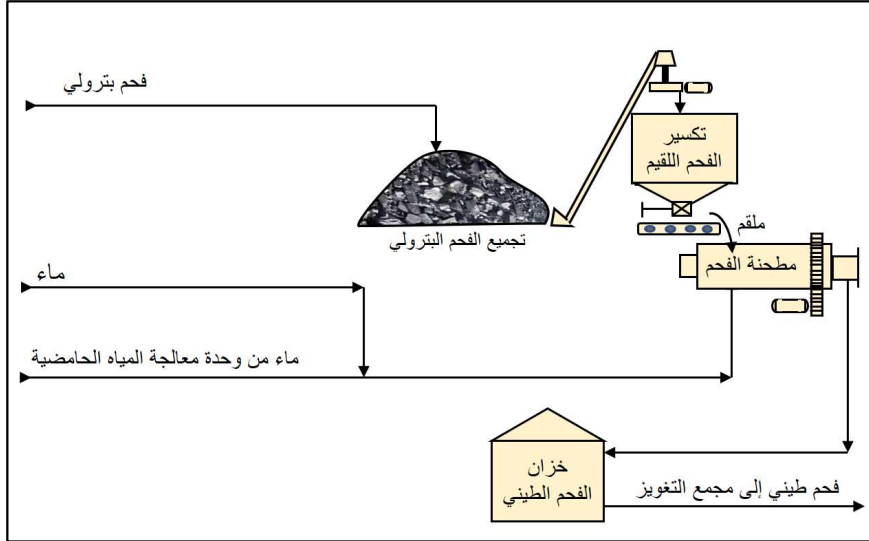 فحم بترولي
تكسير
الفحم اللقيم
ملقم
تجميع الفحم البترولي
مطحنة الفحم
ماء
ماء من وحدة معالجة المياه الحامضية
خزان
الفحم الطيني
فحم طيني إلى مجمع التغويز